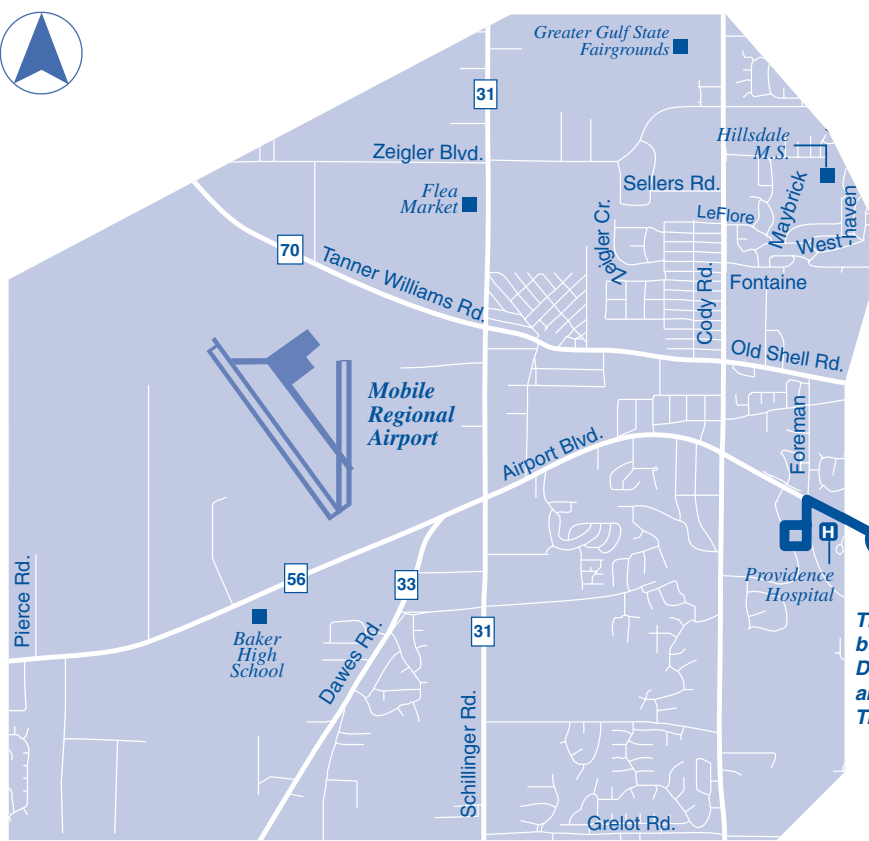 Greater Gulf State
Fairgrounds
31
Hillsdale
M.S.
Zeigler Blvd.
Flea
Market
Sellers Rd.
LeFlore
Maybrick
West-
haven
Zeigler Cr.
70
Tanner Williams Rd.
Cody Rd.
Fontaine
Old Shell Rd.
Mobile
Regional
Airport
Airport Blvd.
Foreman
H
Providence
Hospital
Pierce Rd.
56
33
Baker
High
School
Dawes Rd.
31
Schillinger Rd.
Grelot Rd.